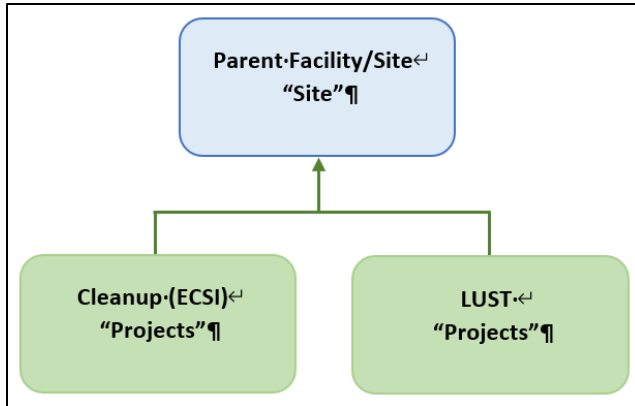 Parent·Facility/Site↵
“Site”¶
Cleanup·(ECSI)↵
“Projects”¶
LUST·↵
“Projects”¶